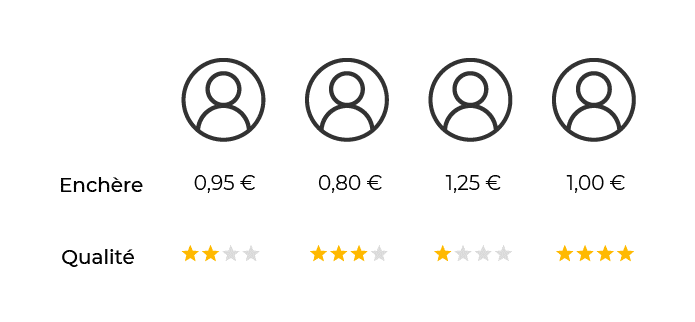 Enchère 0,95 € 0,80 € 1,25 € 1,00 €
Qualité